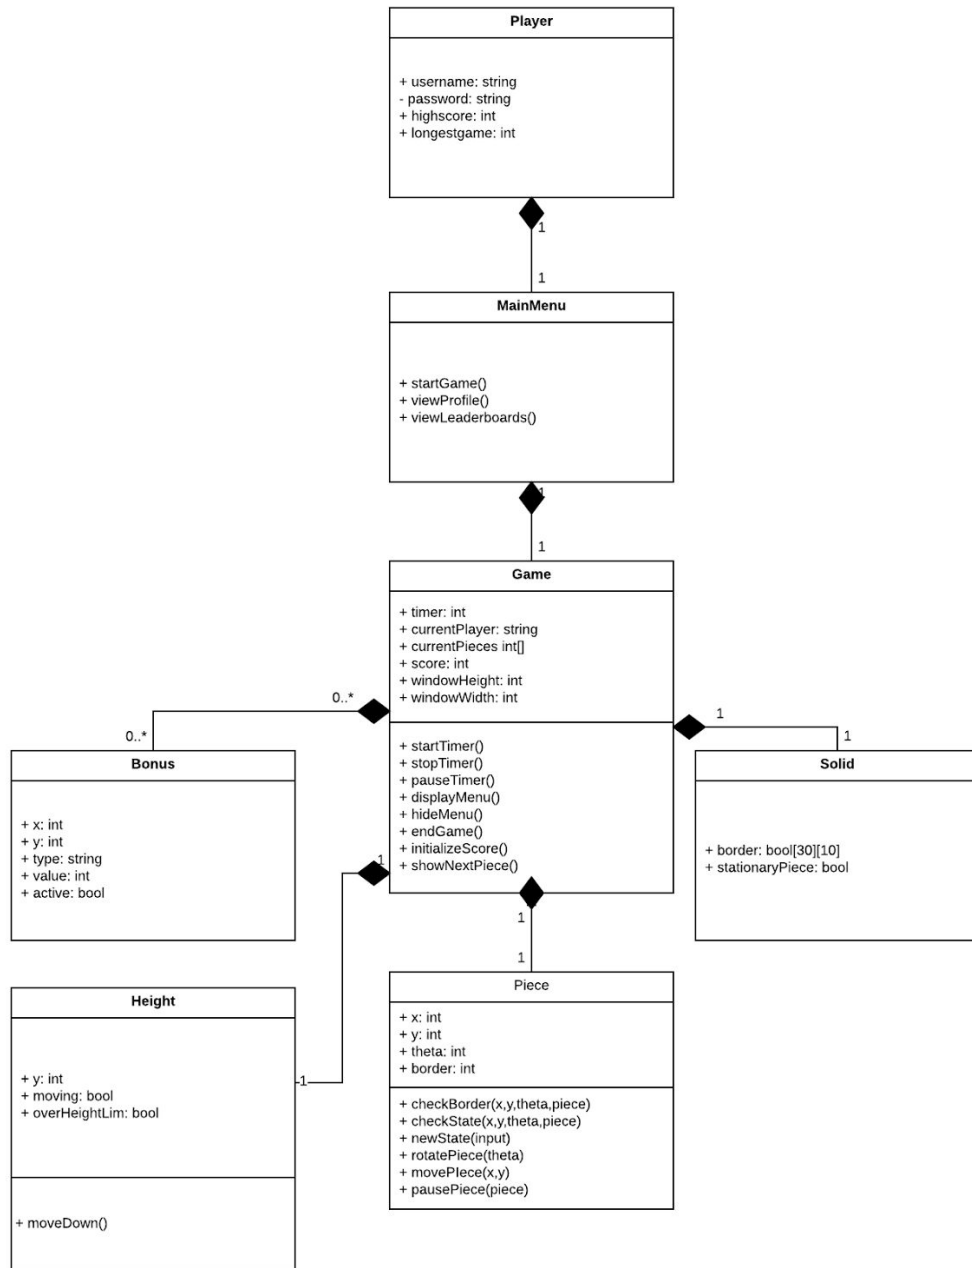 Player
+ username: string
- password: string
+ highscore: int
+ longestgame: int
1
1
MainMenu
+ startGame()
+ viewProfile()
+ viewLeaderboards()
1
1
Game
+ timer: int
+ currentPlayer: string
+ currentPieces int[]
+ score: int
+ windowHeight: int
+ windowWidth: int
+ startTimer()
+ stopTimer()
+ pauseTimer()
+ displayMenu()
+ hideMenu()
+ endGame()
+ initializeScore()
+ showNextPiece()
0..*
0..*
Bonus
+ x: int
+ y: int
+ type: string
+ value: int
+ active: bool
1
1
Solid
+ border: bool[30][10]
+ stationaryPiece: bool
1
1
Height
+ y: int
+ moving: bool
+ overHeightLim: bool
+ moveDown()
1
1
Piece
+ x: int
+ y: int
+ theta: int
+ border: int
+ checkBorder(x,y,theta,piece)
+ checkState(x,y,theta,piece)
+ newState(input)
+ rotatePiece(theta)
+ movePIece(x,y)
+ pausePiece(piece)